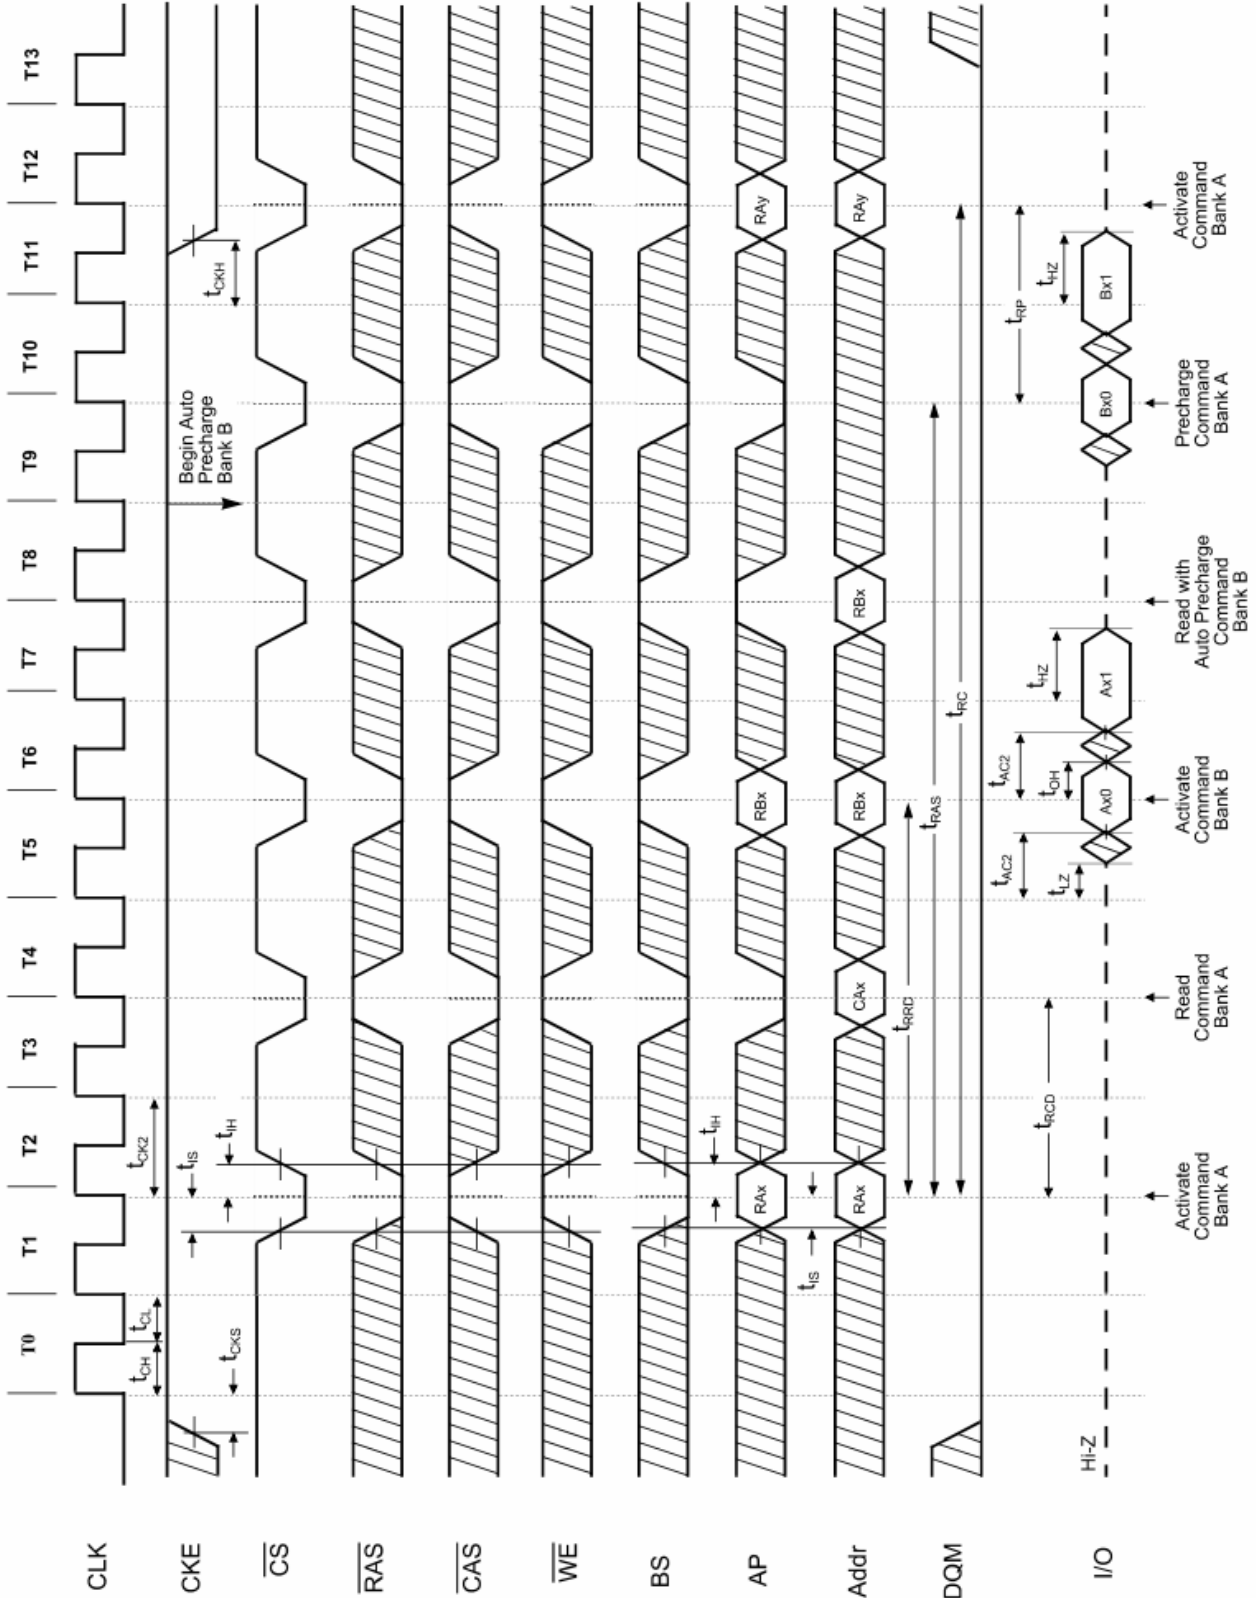 T0 T1 T2 T3 T4 T5 T6 T7 T8 T9 T10 T11 T12 T13
CLK
tCH tCL
tCK2
CKE
tCKS
tIS
tIH
Begin Auto
Precharge
Bank B
tCKH
CS
RAS
CAS
WE
BS
tIH
AP
RAx
RBx
RAy
tIS
Addr
RAx
CAx
RBx
RBx
RAy
tRRD
tRAS
tRC
DQM
tRCD
tAC2
tLZ
tAC2
tOH
tHZ
tRP
tHZ
I/O
Hi-Z
Ax0
Ax1
Bx0
Bx1
Activate
Command
Bank A
Read
Command
Bank A
Activate
Command
Bank B
Read with
Auto Precharge
Command
Bank B
Precharge
Command
Bank A
Activate
Command
Bank A